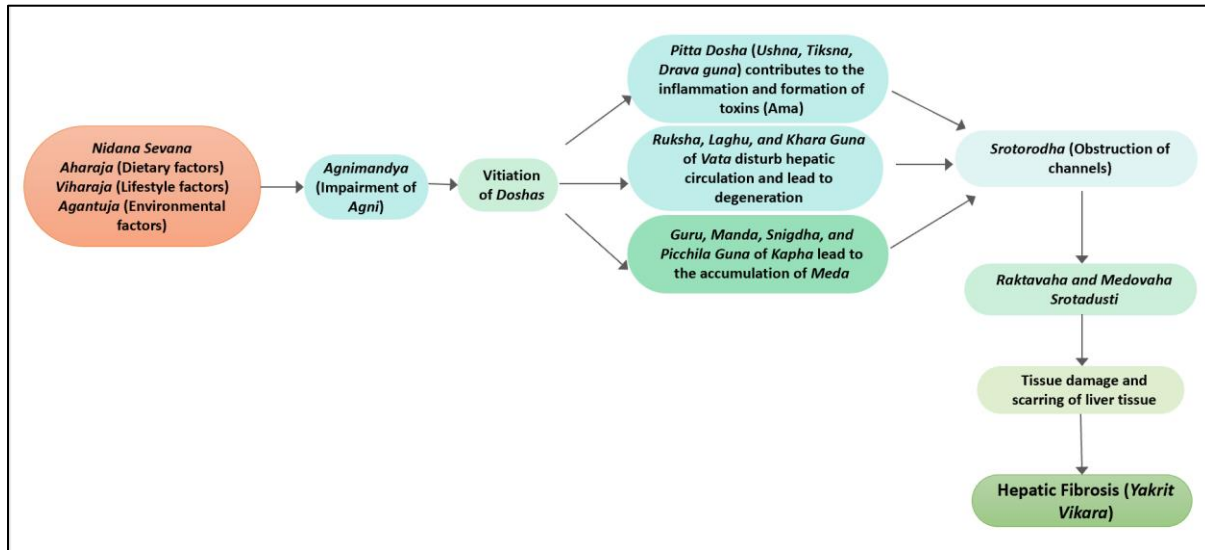 Nidana Sevana
Aharaja (Dietary factors)
Viharaja (Lifestyle factors)
Agantuja (Environmental
factors)
Agnimandya
(Impairment of
Agni)
Vitiation
of Doshas
Pitta Dosha (Ushna, Tiksna,
Drava guna) contributes to the
inflammation and formation of
toxins (Ama)
Ruksha, Laghu, and Khara Guna
of Vata disturb hepatic
circulation and lead to
degeneration
Guru, Manda, Snigdha, and
Picchila Guna of Kapha lead to
the accumulation of Meda
Srotorodha (Obstruction of
channels)
Raktavaha and Medovaha
Srotadusti
Tissue damage and
scarring of liver tissue
Hepatic Fibrosis (Yakrit
Vikara)